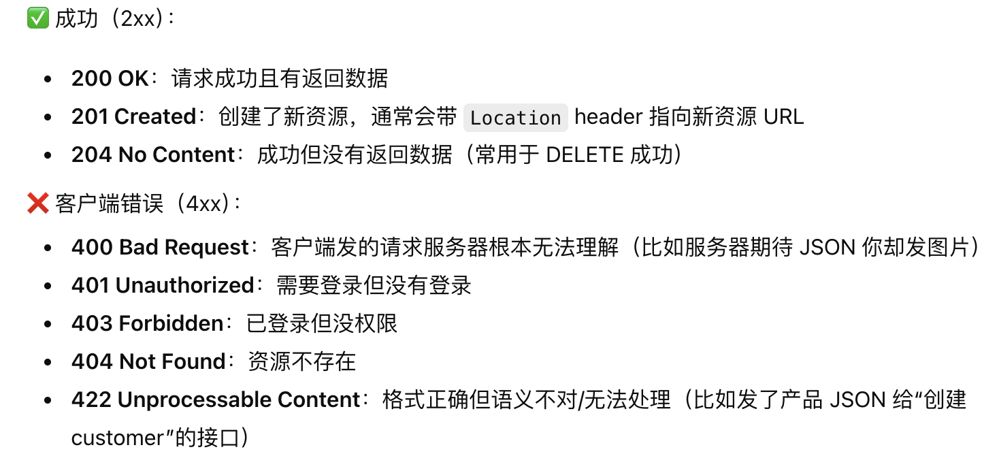 ✅ 成功（2xx）：
• 200 OK：请求成功且有返回数据
• 201 Created：创建了新资源，通常会带 Location header 指向新资源 URL
• 204 No Content：成功但没有返回数据（常用于 DELETE 成功）
❌ 客户端错误（4xx）：
• 400 Bad Request：客户端发的请求服务器根本无法理解（比如服务器期待 JSON 你却发图片）
• 401 Unauthorized：需要登录但没有登录
• 403 Forbidden：已登录但没权限
• 404 Not Found：资源不存在
• 422 Unprocessable Content：格式正确但语义不对/无法处理（比如发了产品 JSON 给“创建
customer”的接口）